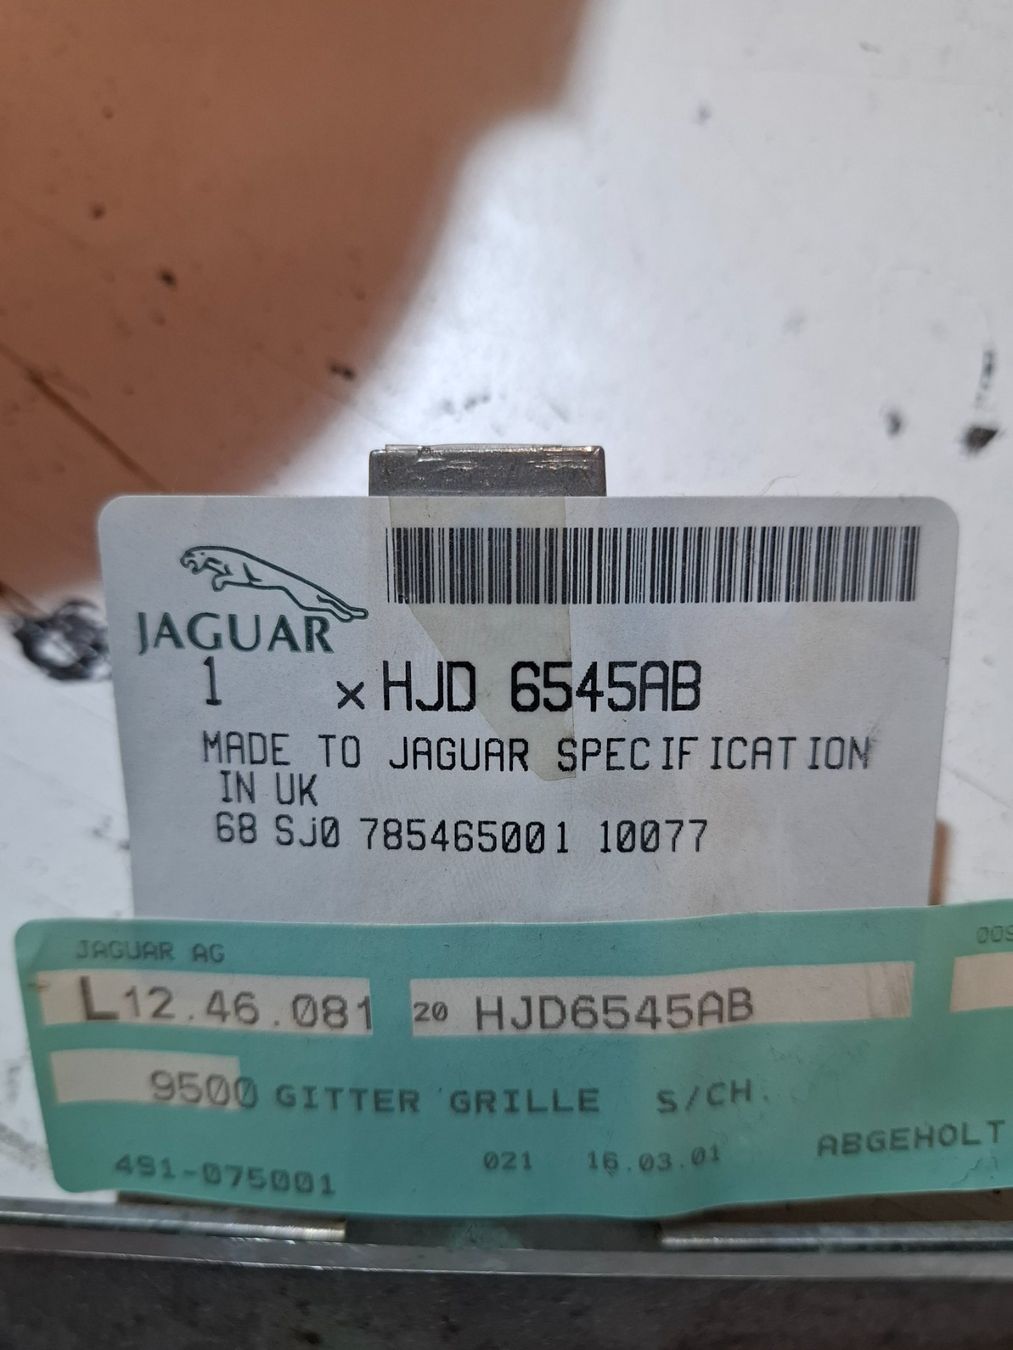 JAGUAR
1 x HJD 6545AB
MADE TO JAGUAR SPECIFICATION
IN UK
68 SJ0 785465001 10077
JAGUAR AG
009
L12.46.081 20 HJD6545AB
9500 GITTER GRILLE S/CH.
491-075001 021 16.03.01 ABGEHOLT